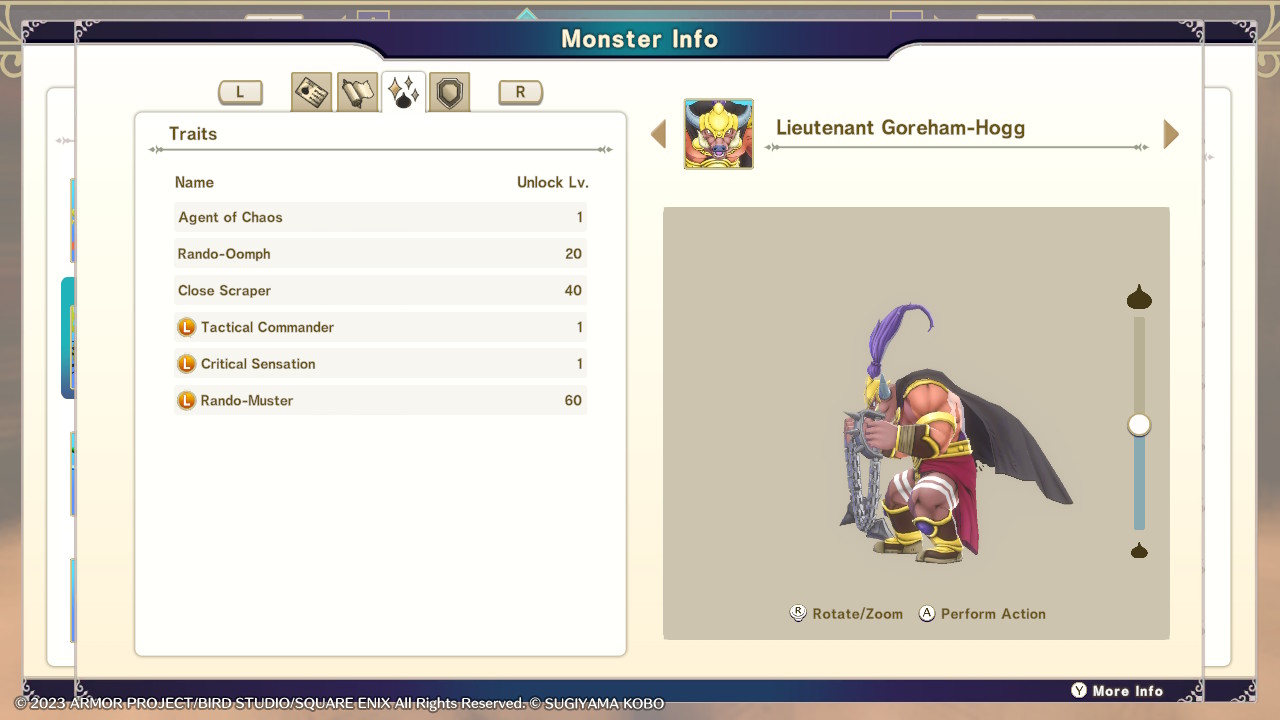 Monster Info
L
R
Traits
Name Unlock Lv.
Agent of Chaos 1
Rando-Oomph 20
Close Scraper 40
L Tactical Commander 1
L Critical Sensation 1
L Rando-Muster 60
Lieutenant Goreham-Hogg
R Rotate/Zoom A Perform Action
Y More Info
© 2023 ARMOR PROJECT/BIRD STUDIO/SQUARE ENIX All Rights Reserved. © SUGIYAMA KOBO